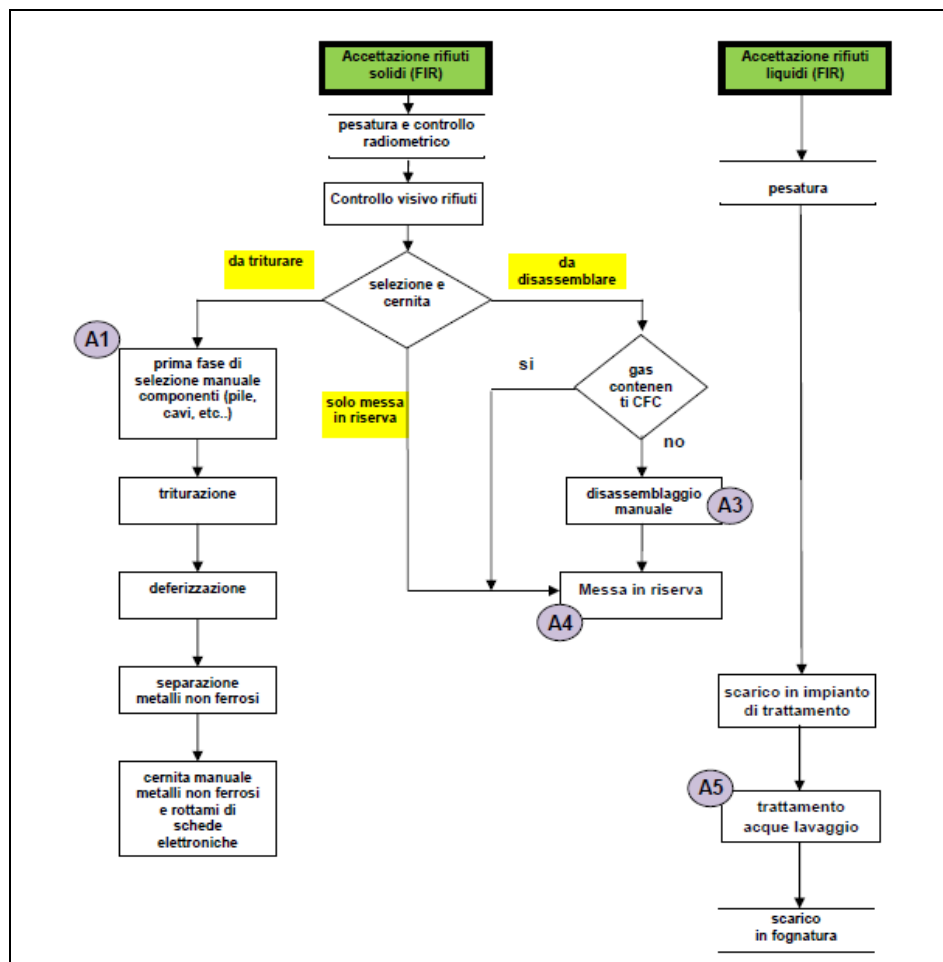 Accettazione rifiuti
solidi (FIR)
Accettazione rifiuti
liquidi (FIR)
pesatura e controllo
radiometrico
Controllo visivo rifiuti
pesatura
da triturare
selezione e
cernita
da
disassemblare
A1
prima fase di
selezione manuale
componenti (pile,
cavi, etc..)
solo messa
in riserva
si
gas
contenen
ti CFC
no
triturazione
disassemblaggio
manuale
A3
deferizzazione
Messa in riserva
A4
separazione
metalli non ferrosi
scarico in impianto
di trattamento
cernita manuale
metalli non ferrosi
e rottami di
schede
elettroniche
A5
trattamento
acque lavaggio
scarico
in fognatura